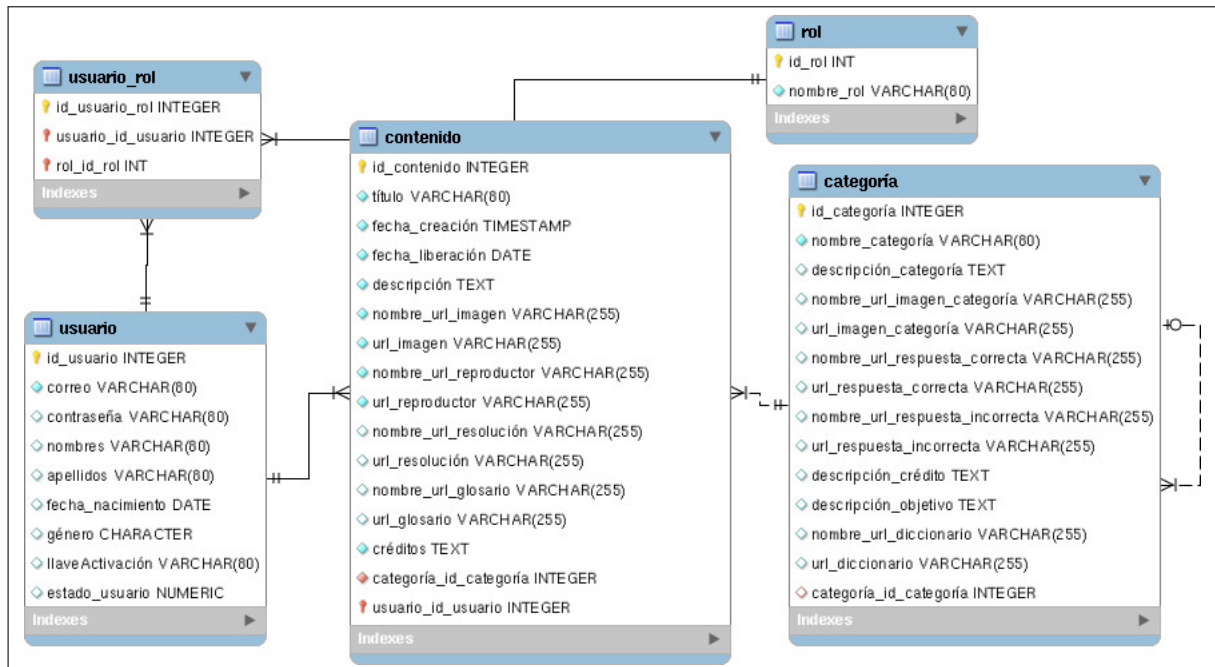 usuario_rol
id_usuario_rol INTEGER
usuario_id_usuario INTEGER
rol_id_rol INT
Indexes
rol
id_rol INT
nombre_rol VARCHAR(80)
Indexes
usuario
id_usuario INTEGER
correo VARCHAR(80)
contraseña VARCHAR(80)
nombres VARCHAR(80)
apellidos VARCHAR(80)
fecha_nacimiento DATE
género CHARACTER
llaveActivación VARCHAR(80)
estado_usuario NUMERIC
Indexes
contenido
id_contenido INTEGER
título VARCHAR(80)
fecha_creación TIMESTAMP
fecha_liberación DATE
descripción TEXT
nombre_url_imagen VARCHAR(255)
url_imagen VARCHAR(255)
nombre_url_reproductor VARCHAR(255)
url_reproductor VARCHAR(255)
nombre_url_resolución VARCHAR(255)
url_resolución VARCHAR(255)
nombre_url_glosario VARCHAR(255)
url_glosario VARCHAR(255)
créditos TEXT
categoría_id_categoría INTEGER
usuario_id_usuario INTEGER
Indexes
categoría
id_categoría INTEGER
nombre_categoría VARCHAR(80)
descripción_categoría TEXT
nombre_url_imagen_categoría VARCHAR(255)
url_imagen_categoría VARCHAR(255)
nombre_url_respuesta_correcta VARCHAR(255)
url_respuesta_correcta VARCHAR(255)
nombre_url_respuesta_incorrecta VARCHAR(255)
url_respuesta_incorrecta VARCHAR(255)
descripción_crédito TEXT
descripción_objetivo TEXT
nombre_url_diccionario VARCHAR(255)
url_diccionario VARCHAR(255)
categoría_id_categoría INTEGER
Indexes